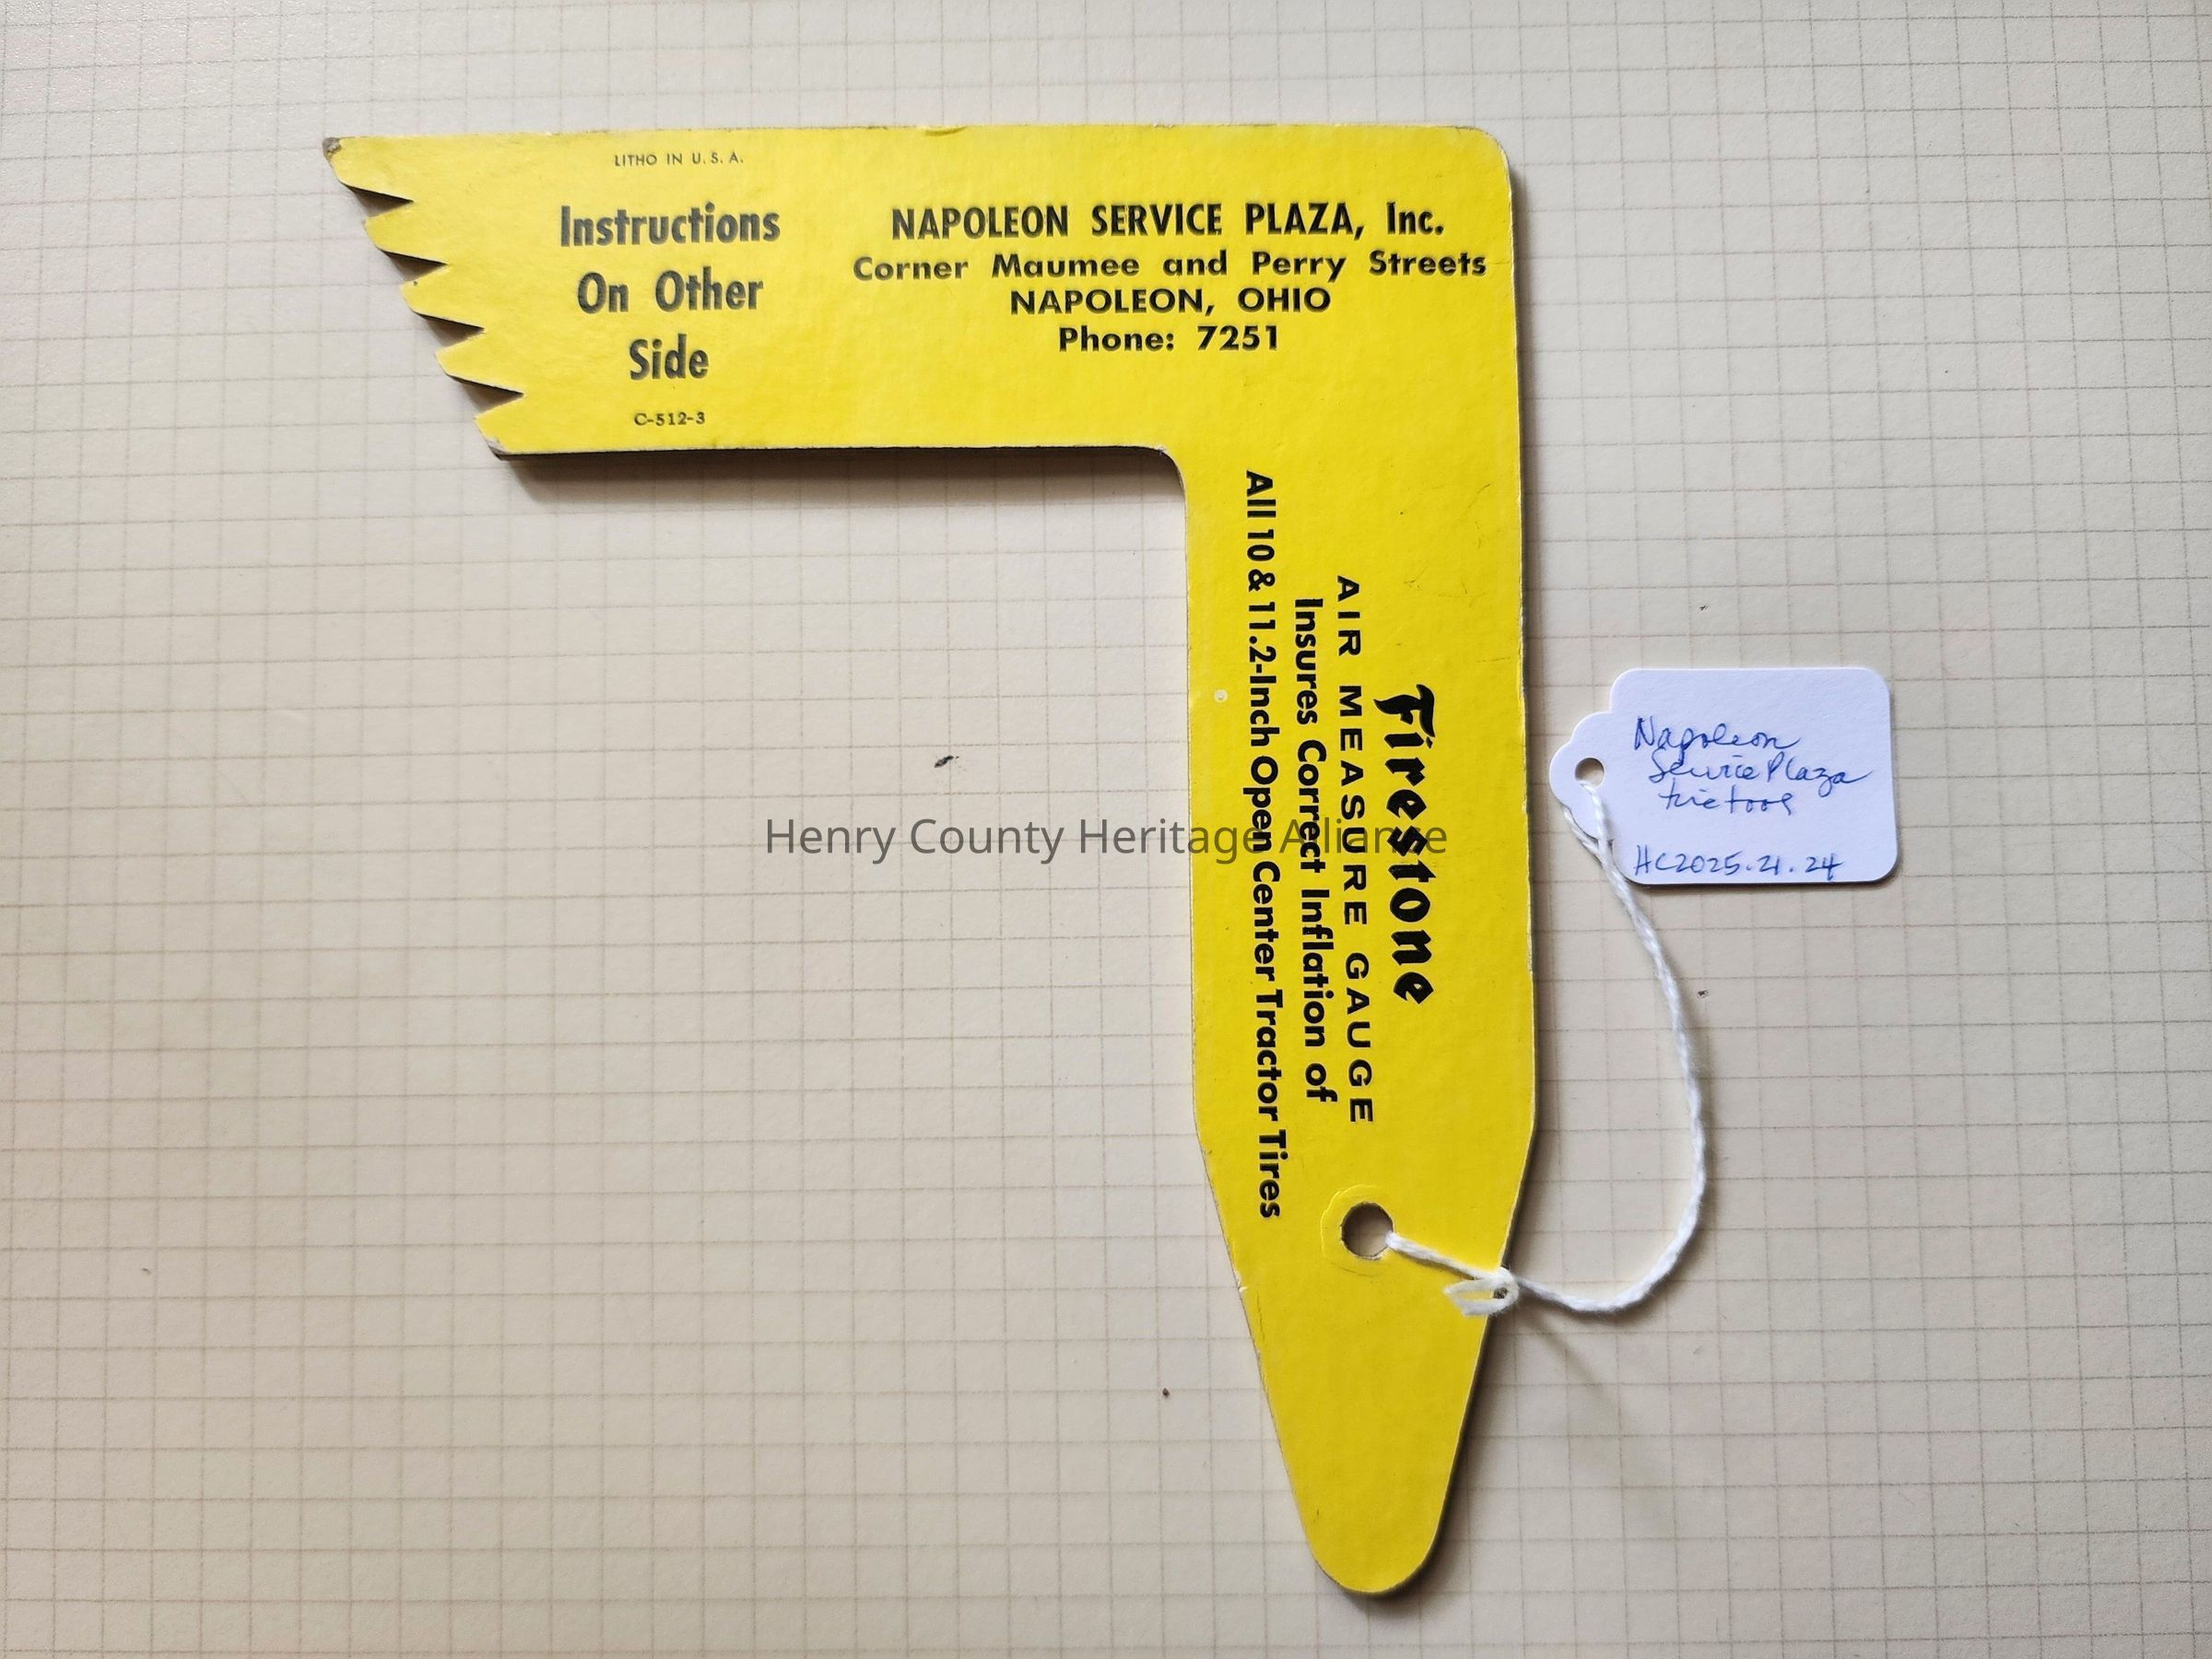 LITHO IN U. S. A.
Instructions
On Other
Side
C-512-3
NAPOLEON SERVICE PLAZA, Inc.
Corner Maumee and Perry Streets
NAPOLEON, OHIO
Phone: 7251
Firestone
AIR MEASURE GAUGE
Insures Correct Inflation of
All 10 & 11.2-Inch Open Center Tractor Tires
Napoleon
Service Plaza
tire tool
HC2025.21.24
Henry County Heritage Alliance